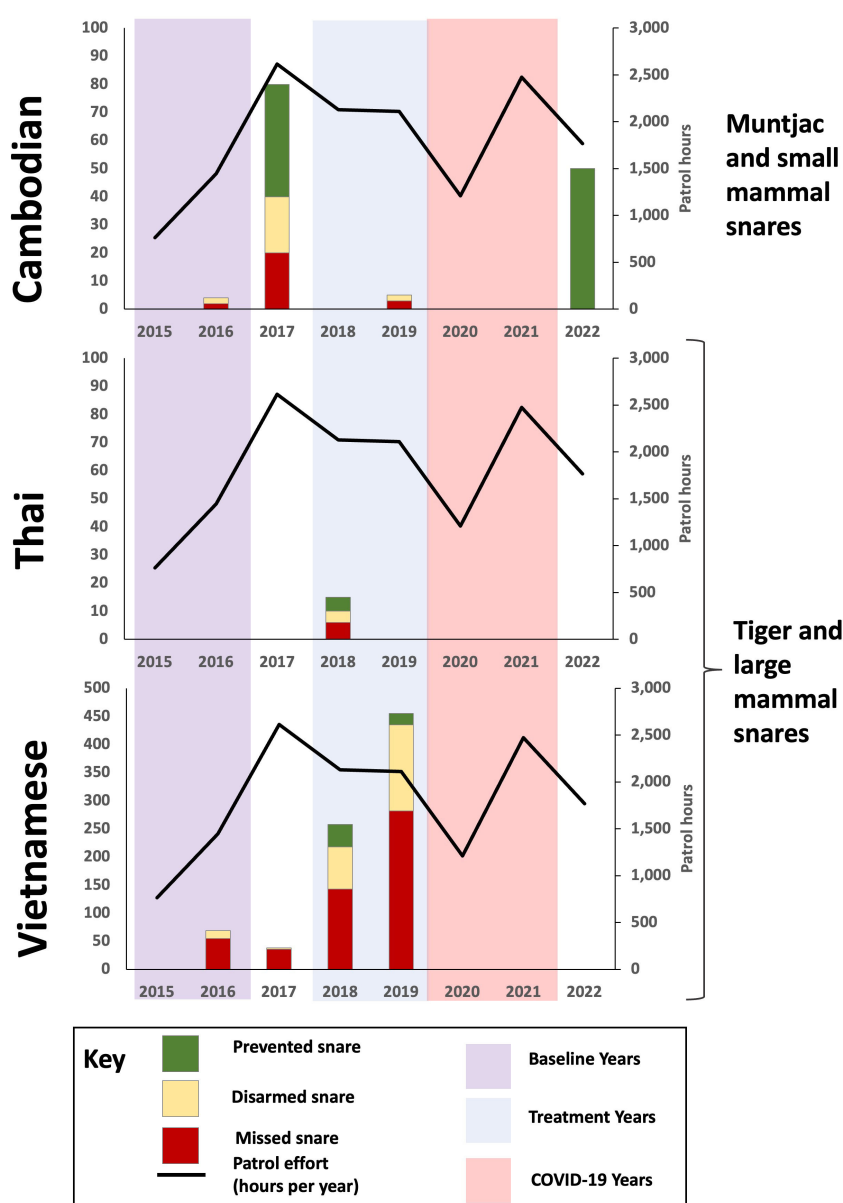 Cambodian
100
90
80
70
60
50
40
30
20
10
0
3,000
2,500
2,000
1,500
1,000
500
0
Patrol hours
2015 2016 2017 2018 2019 2020 2021 2022
Muntjac
and small
mammal
snares
Thai
100
90
80
70
60
50
40
30
20
10
0
3,000
2,500
2,000
1,500
1,000
500
0
Patrol hours
2015 2016 2017 2018 2019 2020 2021 2022
Vietnamese
500
450
400
350
300
250
200
150
100
50
0
3,000
2,500
2,000
1,500
1,000
500
0
Patrol hours
2015 2016 2017 2018 2019 2020 2021 2022
Tiger and
large
mammal
snares
Key
Prevented snare
Disarmed snare
Missed snare
Patrol effort
(hours per year)
Baseline Years
Treatment Years
COVID-19 Years